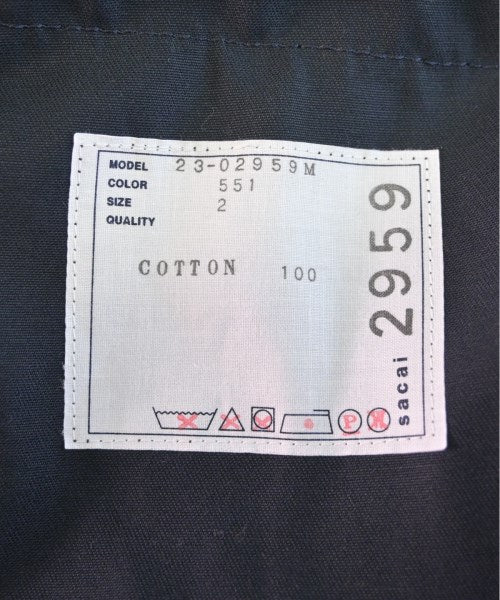 MODEL 23-02959M
COLOR 551
SIZE 2
QUALITY
COTTON 100
sacai 2959
P